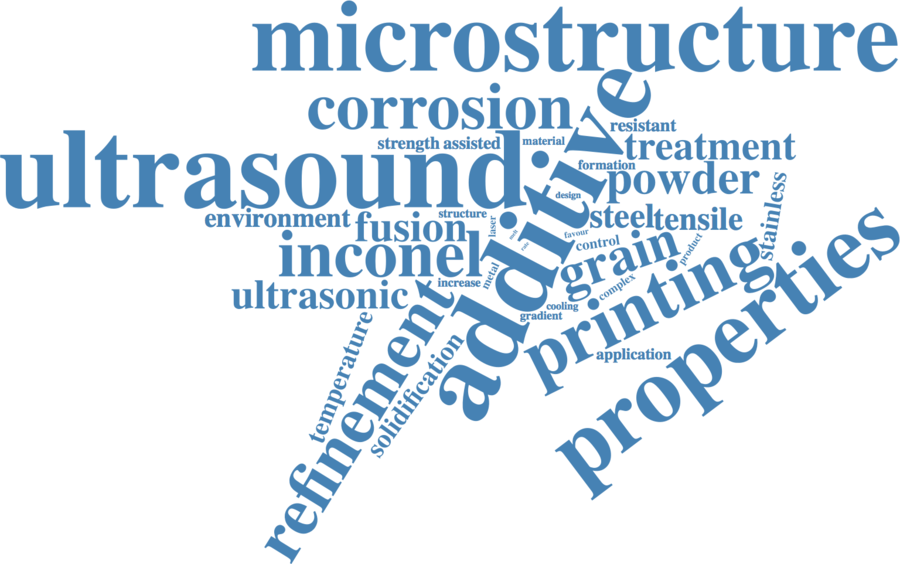 microstructure
corrosion
additive
resistant
strength assisted
material
treatment
ultrasound
formation
powder
design
stainless
environment
fusion
structure
laser
steel
tensile
favour
control
inconel
grain
product
printing
properties
metal
increase
complex
ultrasonic
cooling
gradient
refinement
temperature
solidification
application